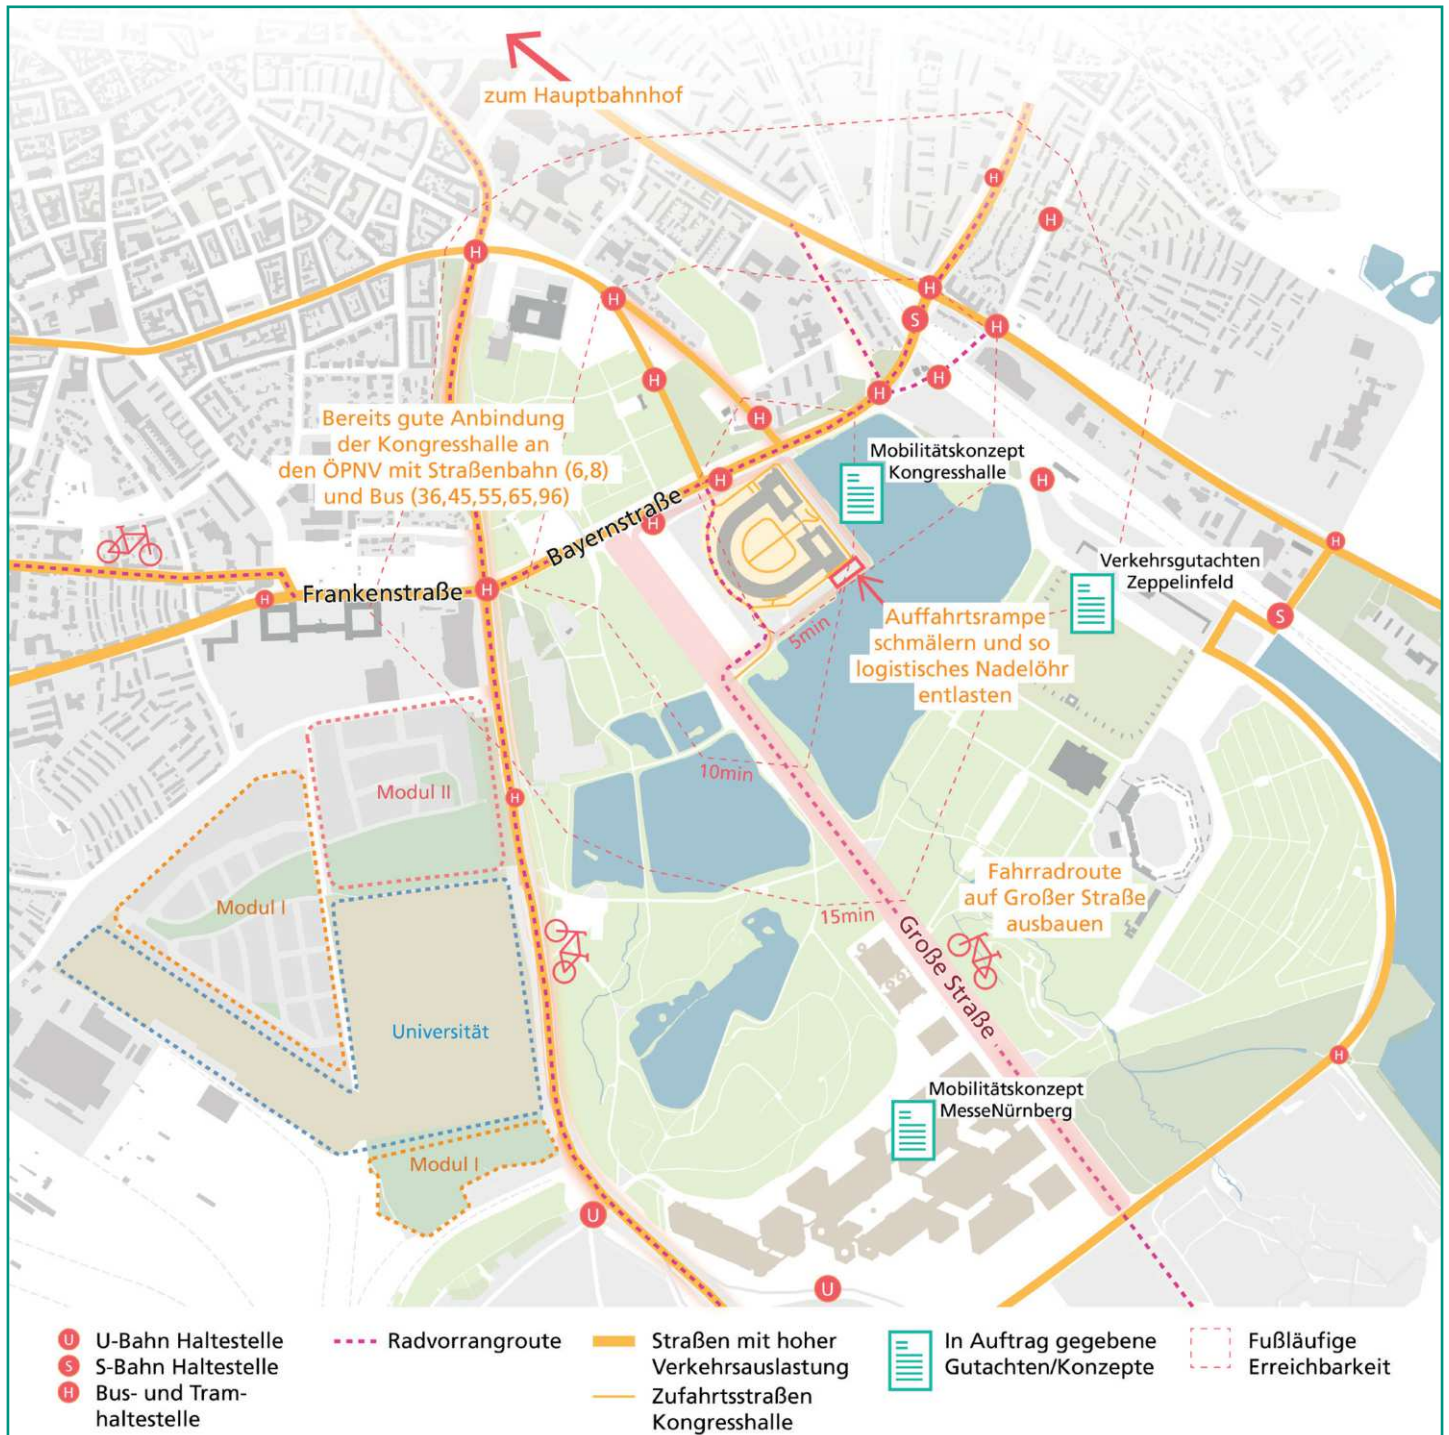 zum Hauptbahnhof
H
H
H
H
H
S
H
H
H
H
H
Bereits gute Anbindung
der Kongresshalle an
den ÖPNV mit Straßenbahn (6,8)
und Bus (36,45,55,65,96)
Mobilitätskonzept
Kongresshalle
H
H
H
Bayernstraße
H
Verkehrsgutachten
Zeppelinfeld
H
Frankenstraße
H
S
Auffahrtsrampe
schmälern und so
logistisches Nadelöhr
entlasten
5min
10min
Modul II
H
Fahrradroute
auf Großer Straße
ausbauen
Modul I
15min
Große Straße
Universität
H
Mobilitätskonzept
MesseNürnberg
Modul I
U
U
U U-Bahn Haltestelle
S S-Bahn Haltestelle
H Bus- und Tram-
haltestelle
Radvorrangroute
Straßen mit hoher
Verkehrsauslastung
Zufahrtsstraßen
Kongresshalle
In Auftrag gegebene
Gutachten/Konzepte
Fußläufige
Erreichbarkeit